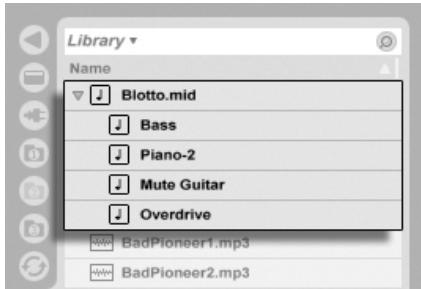 Library
Name
Blotto.mid
Bass
Piano-2
Mute Guitar
Overdrive
BadPioneer1.mp3
BadPioneer2.mp3